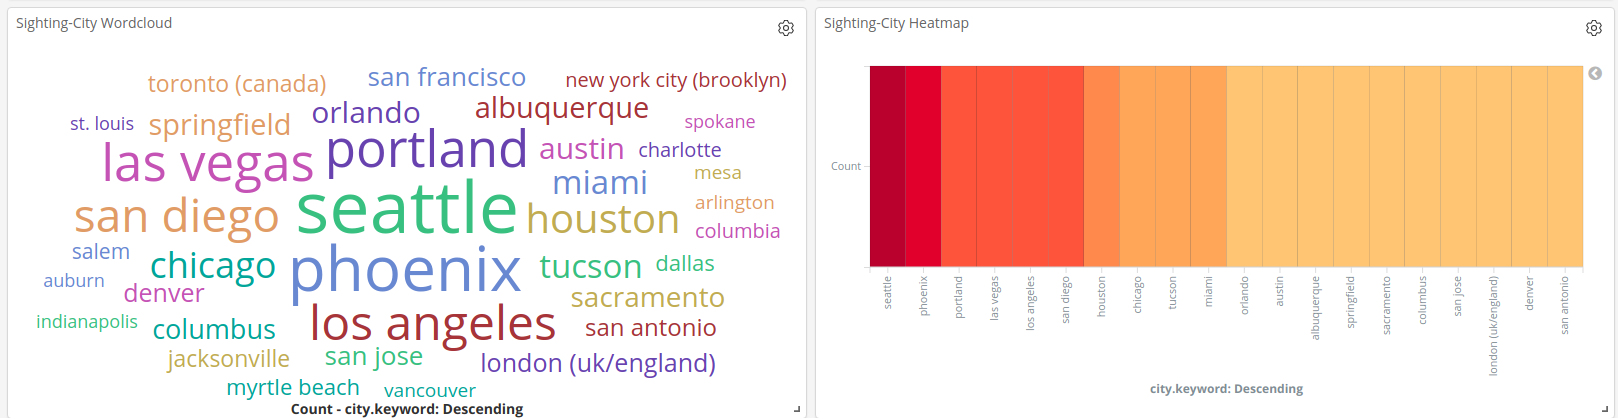 Sighting-City Wordcloud
toronto (canada)
san francisco
new york city (brooklyn)
orlando
albuquerque
st. louis
springfield
spokane
las vegas
portland
austin
charlotte
miami
mesa
san diego
seattle
houston
arlington
columbia
salem
chicago
phoenix
tucson
dallas
auburn
denver
sacramento
indianapolis
columbus
los angeles
san antonio
jacksonville
san jose
london (uk/england)
myrtle beach
vancouver
Count - city.keyword: Descending
Sighting-City Heatmap
Count
seattle
phoenix
portland
las vegas
los angeles
san diego
houston
chicago
tucson
miami
orlando
austin
albuquerque
springfield
sacramento
columbus
san jose
london (uk/england)
denver
san antonio
city.keyword: Descending